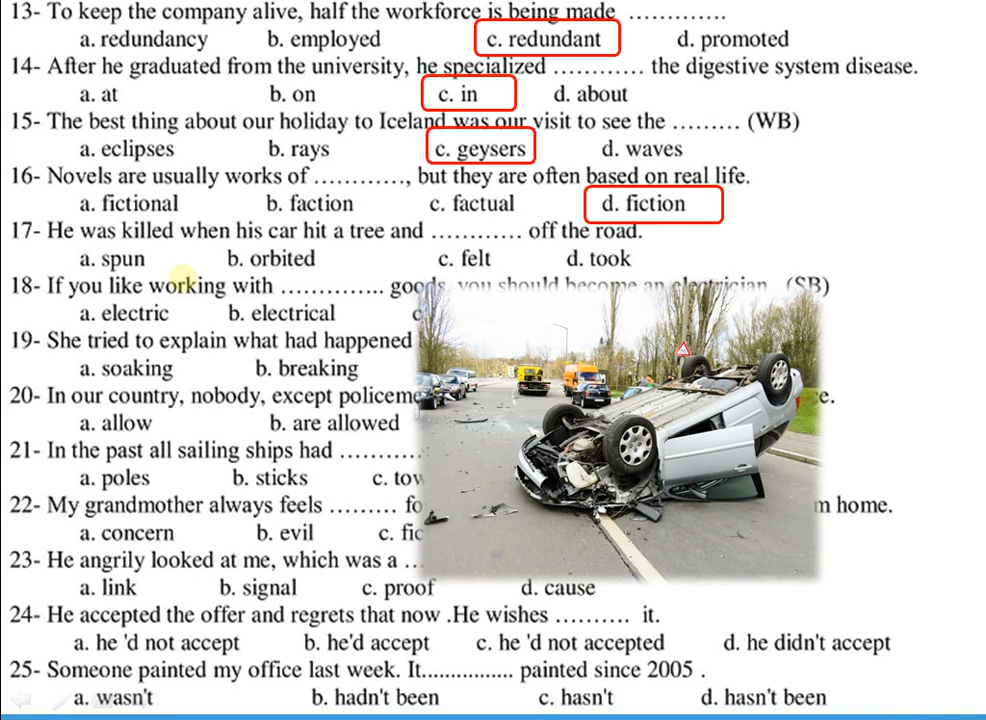 13- To keep the company alive, half the workforce is being made .............
a. redundancy b. employed c. redundant d. promoted
14- After he graduated from the university, he specialized ............ the digestive system disease.
a. at b. on c. in d. about
15- The best thing about our holiday to Iceland was our visit to see the ......... (WB)
a. eclipses b. rays c. geysers d. waves
16- Novels are usually works of ............, but they are often based on real life.
a. fictional b. faction c. factual d. fiction
17- He was killed when his car hit a tree and ............ off the road.
a. spun b. orbited c. felt d. took
18- If you like working with .............. goods, you should become an electrician (SB)
a. electric b. electrical
19- She tried to explain what had happened
a. soaking b. breaking
20- In our country, nobody, except
a. allow b. are allowed
21- In the past all sailing ships had ...........
a. poles b. sticks c.
22- My grandmother always feels ......... home.
a. concern b. evil c.
23- He angrily looked at me, which was a ...
a. link b. signal c. proof d. cause
24- He accepted the offer and regrets that now .He wishes .......... it.
a. he 'd not accept b. he'd accept c. he 'd not accepted d. he didn't accept
25- Someone painted my office last week. It................ painted since 2005 .
a. wasn't b. hadn't been c. hasn't d. hasn't been